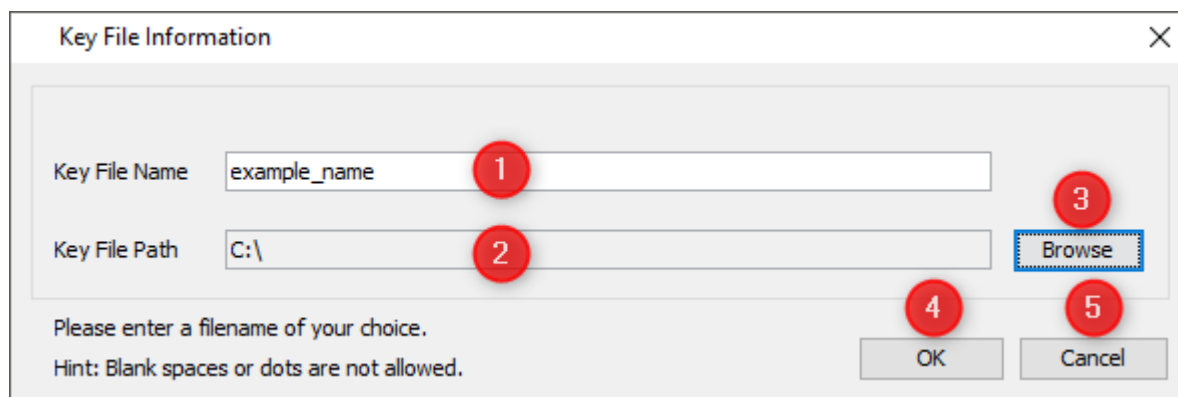 Key File Information
Key File Name example_name 1
3
Key File Path C:\ 2 Browse
4 5
Please enter a filename of your choice.
OK Cancel
Hint: Blank spaces or dots are not allowed.